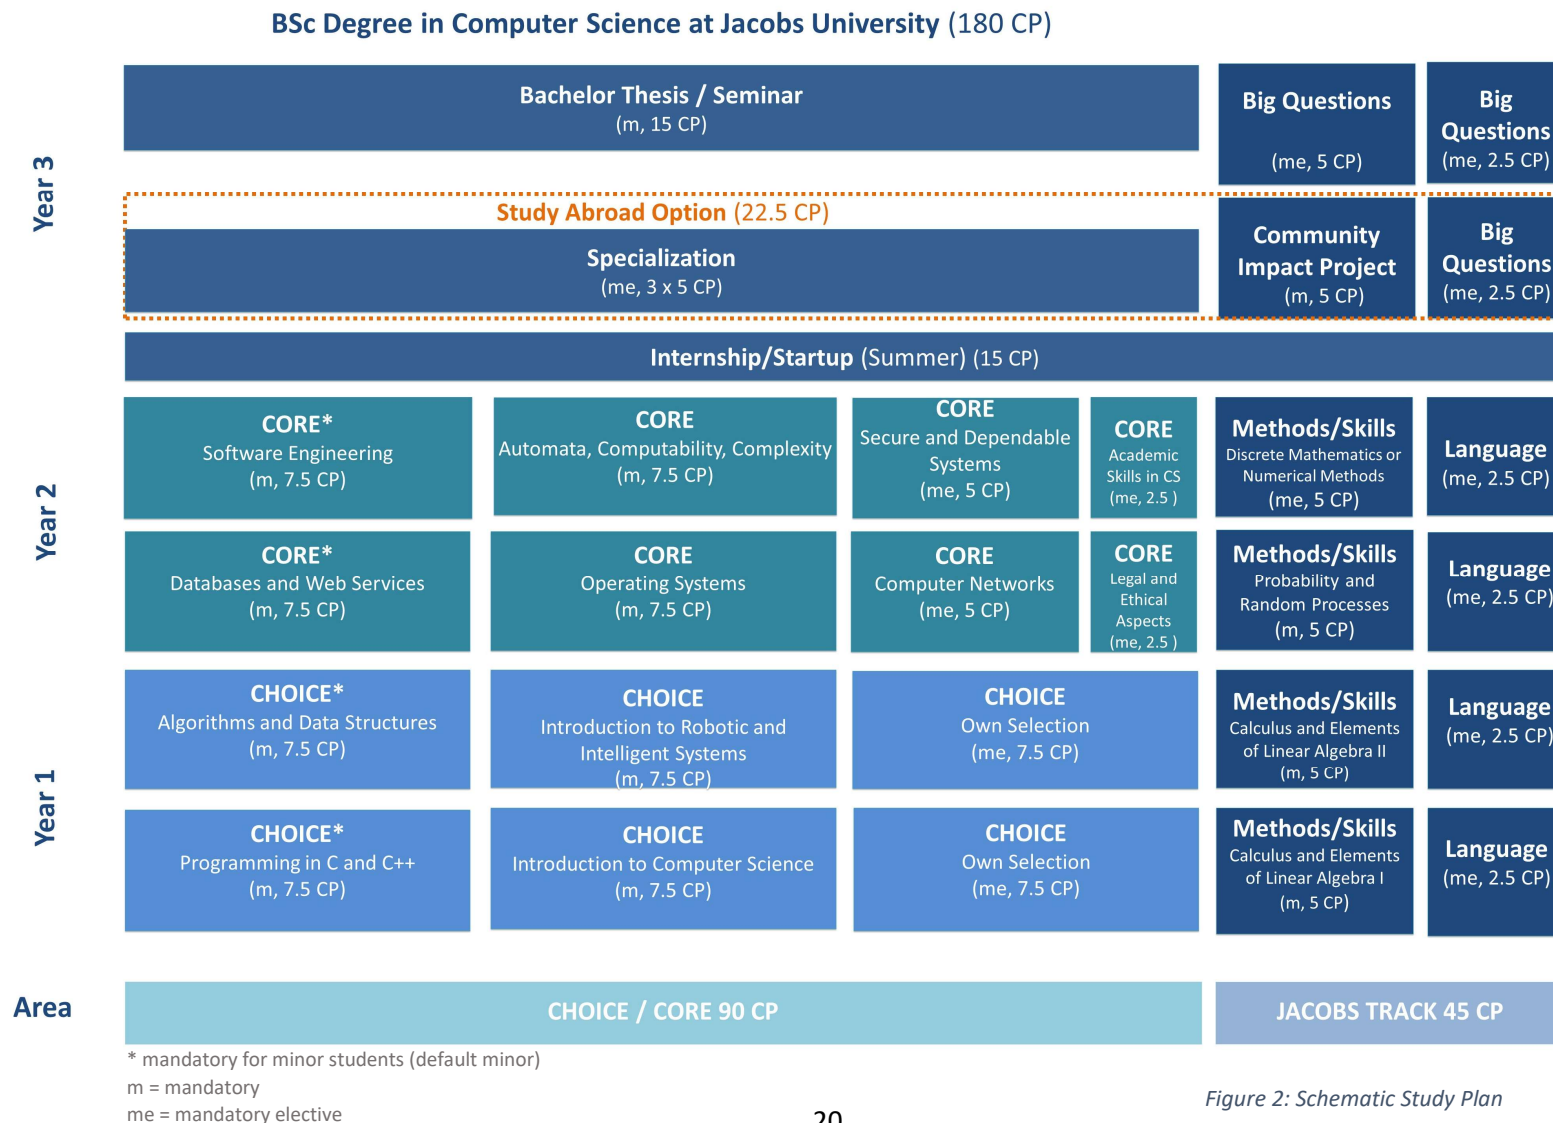 BSc Degree in Computer Science at Jacobs University (180 CP)
Year 3
Bachelor Thesis / Seminar
(m, 15 CP)
Big Questions
(me, 5 CP)
Big
Questions
(me, 2.5 CP)
Study Abroad Option (22.5 CP)
Specialization
(me, 3 x 5 CP)
Community
Impact Project
(m, 5 CP)
Big
Questions
(me, 2.5 CP)
Internship/Startup (Summer) (15 CP)
Year 2
CORE*
Software Engineering
(m, 7.5 CP)
CORE
Automata, Computability, Complexity
(m, 7.5 CP)
CORE
Secure and Dependable
Systems
(me, 5 CP)
CORE
Academic
Skills in CS
(me, 2.5 )
Methods/Skills
Discrete Mathematics or
Numerical Methods
(me, 5 CP)
Language
(me, 2.5 CP)
CORE*
Databases and Web Services
(m, 7.5 CP)
CORE
Operating Systems
(m, 7.5 CP)
CORE
Computer Networks
(me, 5 CP)
CORE
Legal and
Ethical
Aspects
(me, 2.5 )
Methods/Skills
Probability and
Random Processes
(m, 5 CP)
Language
(me, 2.5 CP)
Year 1
CHOICE*
Algorithms and Data Structures
(m, 7.5 CP)
CHOICE
Introduction to Robotic and
Intelligent Systems
(m, 7.5 CP)
CHOICE
Own Selection
(me, 7.5 CP)
Methods/Skills
Calculus and Elements
of Linear Algebra II
(m, 5 CP)
Language
(me, 2.5 CP)
CHOICE*
Programming in C and C++
(m, 7.5 CP)
CHOICE
Introduction to Computer Science
(m, 7.5 CP)
CHOICE
Own Selection
(me, 7.5 CP)
Methods/Skills
Calculus and Elements
of Linear Algebra I
(m, 5 CP)
Language
(me, 2.5 CP)
Area
CHOICE / CORE 90 CP
JACOBS TRACK 45 CP
* mandatory for minor students (default minor)
m = mandatory
me = mandatory elective
Figure 2: Schematic Study Plan
20